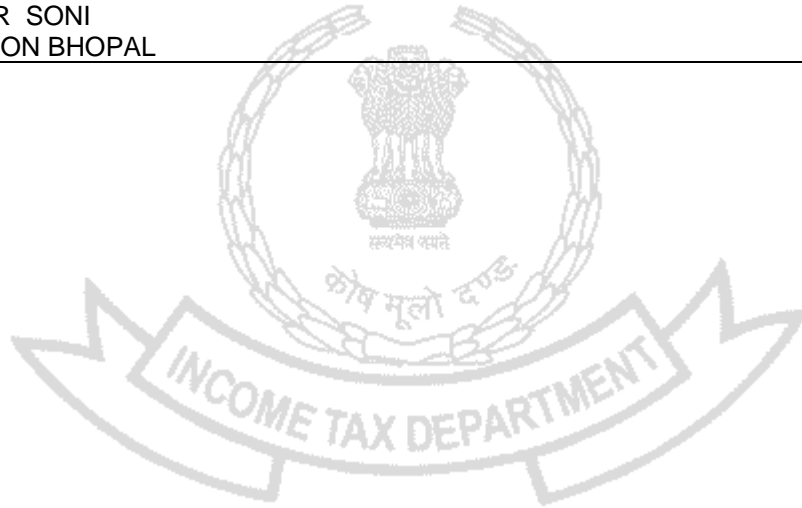 R SONI
ON BHOPAL
सत्यमेव जयते
कोष मूलो दण्डः
INCOME TAX DEPARTMENT